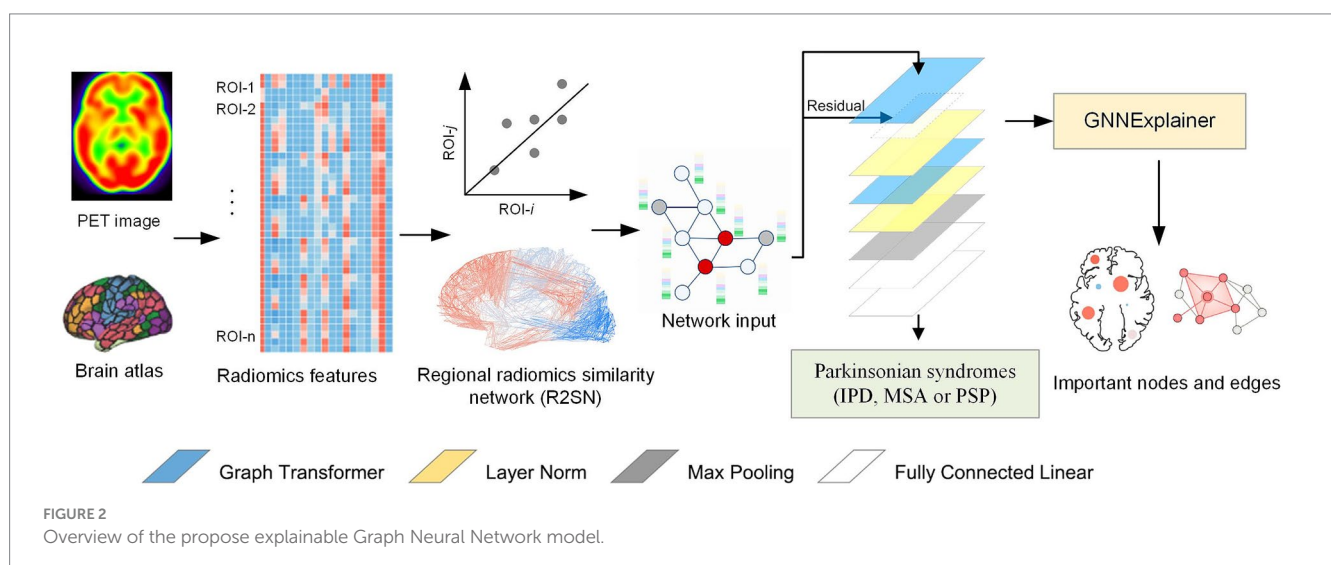 PET image
Brain atlas
ROI-1
ROI-2
ROI-n
Radiomics features
ROI-j
ROI-i
Regional radiomics similarity
network (R2SN)
Network input
Residual
GNNExplainer
Parkinsonian syndromes
(IPD, MSA or PSP)
Important nodes and edges
Graph Transformer
Layer Norm
Max Pooling
Fully Connected Linear
FIGURE 2
Overview of the propose explainable Graph Neural Network model.